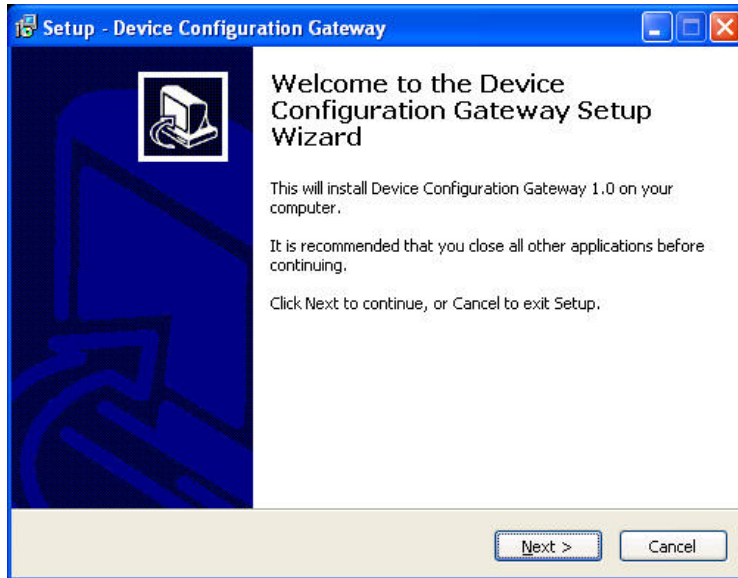 Setup - Device Configuration Gateway
Welcome to the Device
Configuration Gateway Setup
Wizard
This will install Device Configuration Gateway 1.0 on your
computer.
It is recommended that you close all other applications before
continuing.
Click Next to continue, or Cancel to exit Setup.
Next >
Cancel